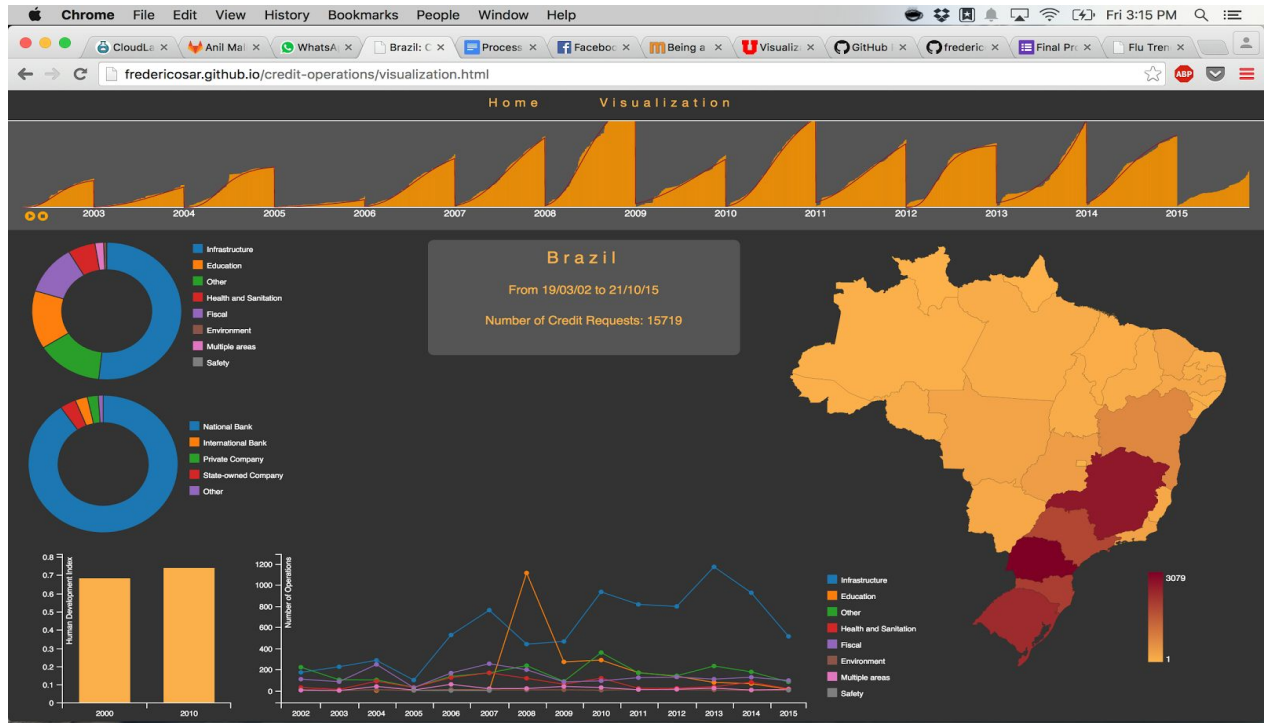 Chrome File Edit View History Bookmarks People Window Help Fri 3:15 PM
CloudLa Anil Mal WhatsA Brazil: C Process Faceboo Being a Visualiz GitHub frederic Final Pro Flu Tren
fredericosar.github.io/credit-operations/visualization.html ABP
Home Visualization
2003 2004 2005 2006 2007 2008 2009 2010 2011 2012 2013 2014 2015
Infrastructure
Education
Other
Health and Sanitation
Fiscal
Environment
Multiple areas
Safety
Brazil
From 19/03/02 to 21/10/15
Number of Credit Requests: 15719
National Bank
International Bank
Private Company
State-owned Company
Other
0.8
0.7
0.6
0.5
0.4
0.3
0.2
0.1
0
Human Development Index
2000 2010
1200
1000
800
600
400
200
0
Number of Operations
2002 2003 2004 2005 2006 2007 2008 2009 2010 2011 2012 2013 2014 2015
Infrastructure
Education
Other
Health and Sanitation
Fiscal
Environment
Multiple areas
Safety
3079
1